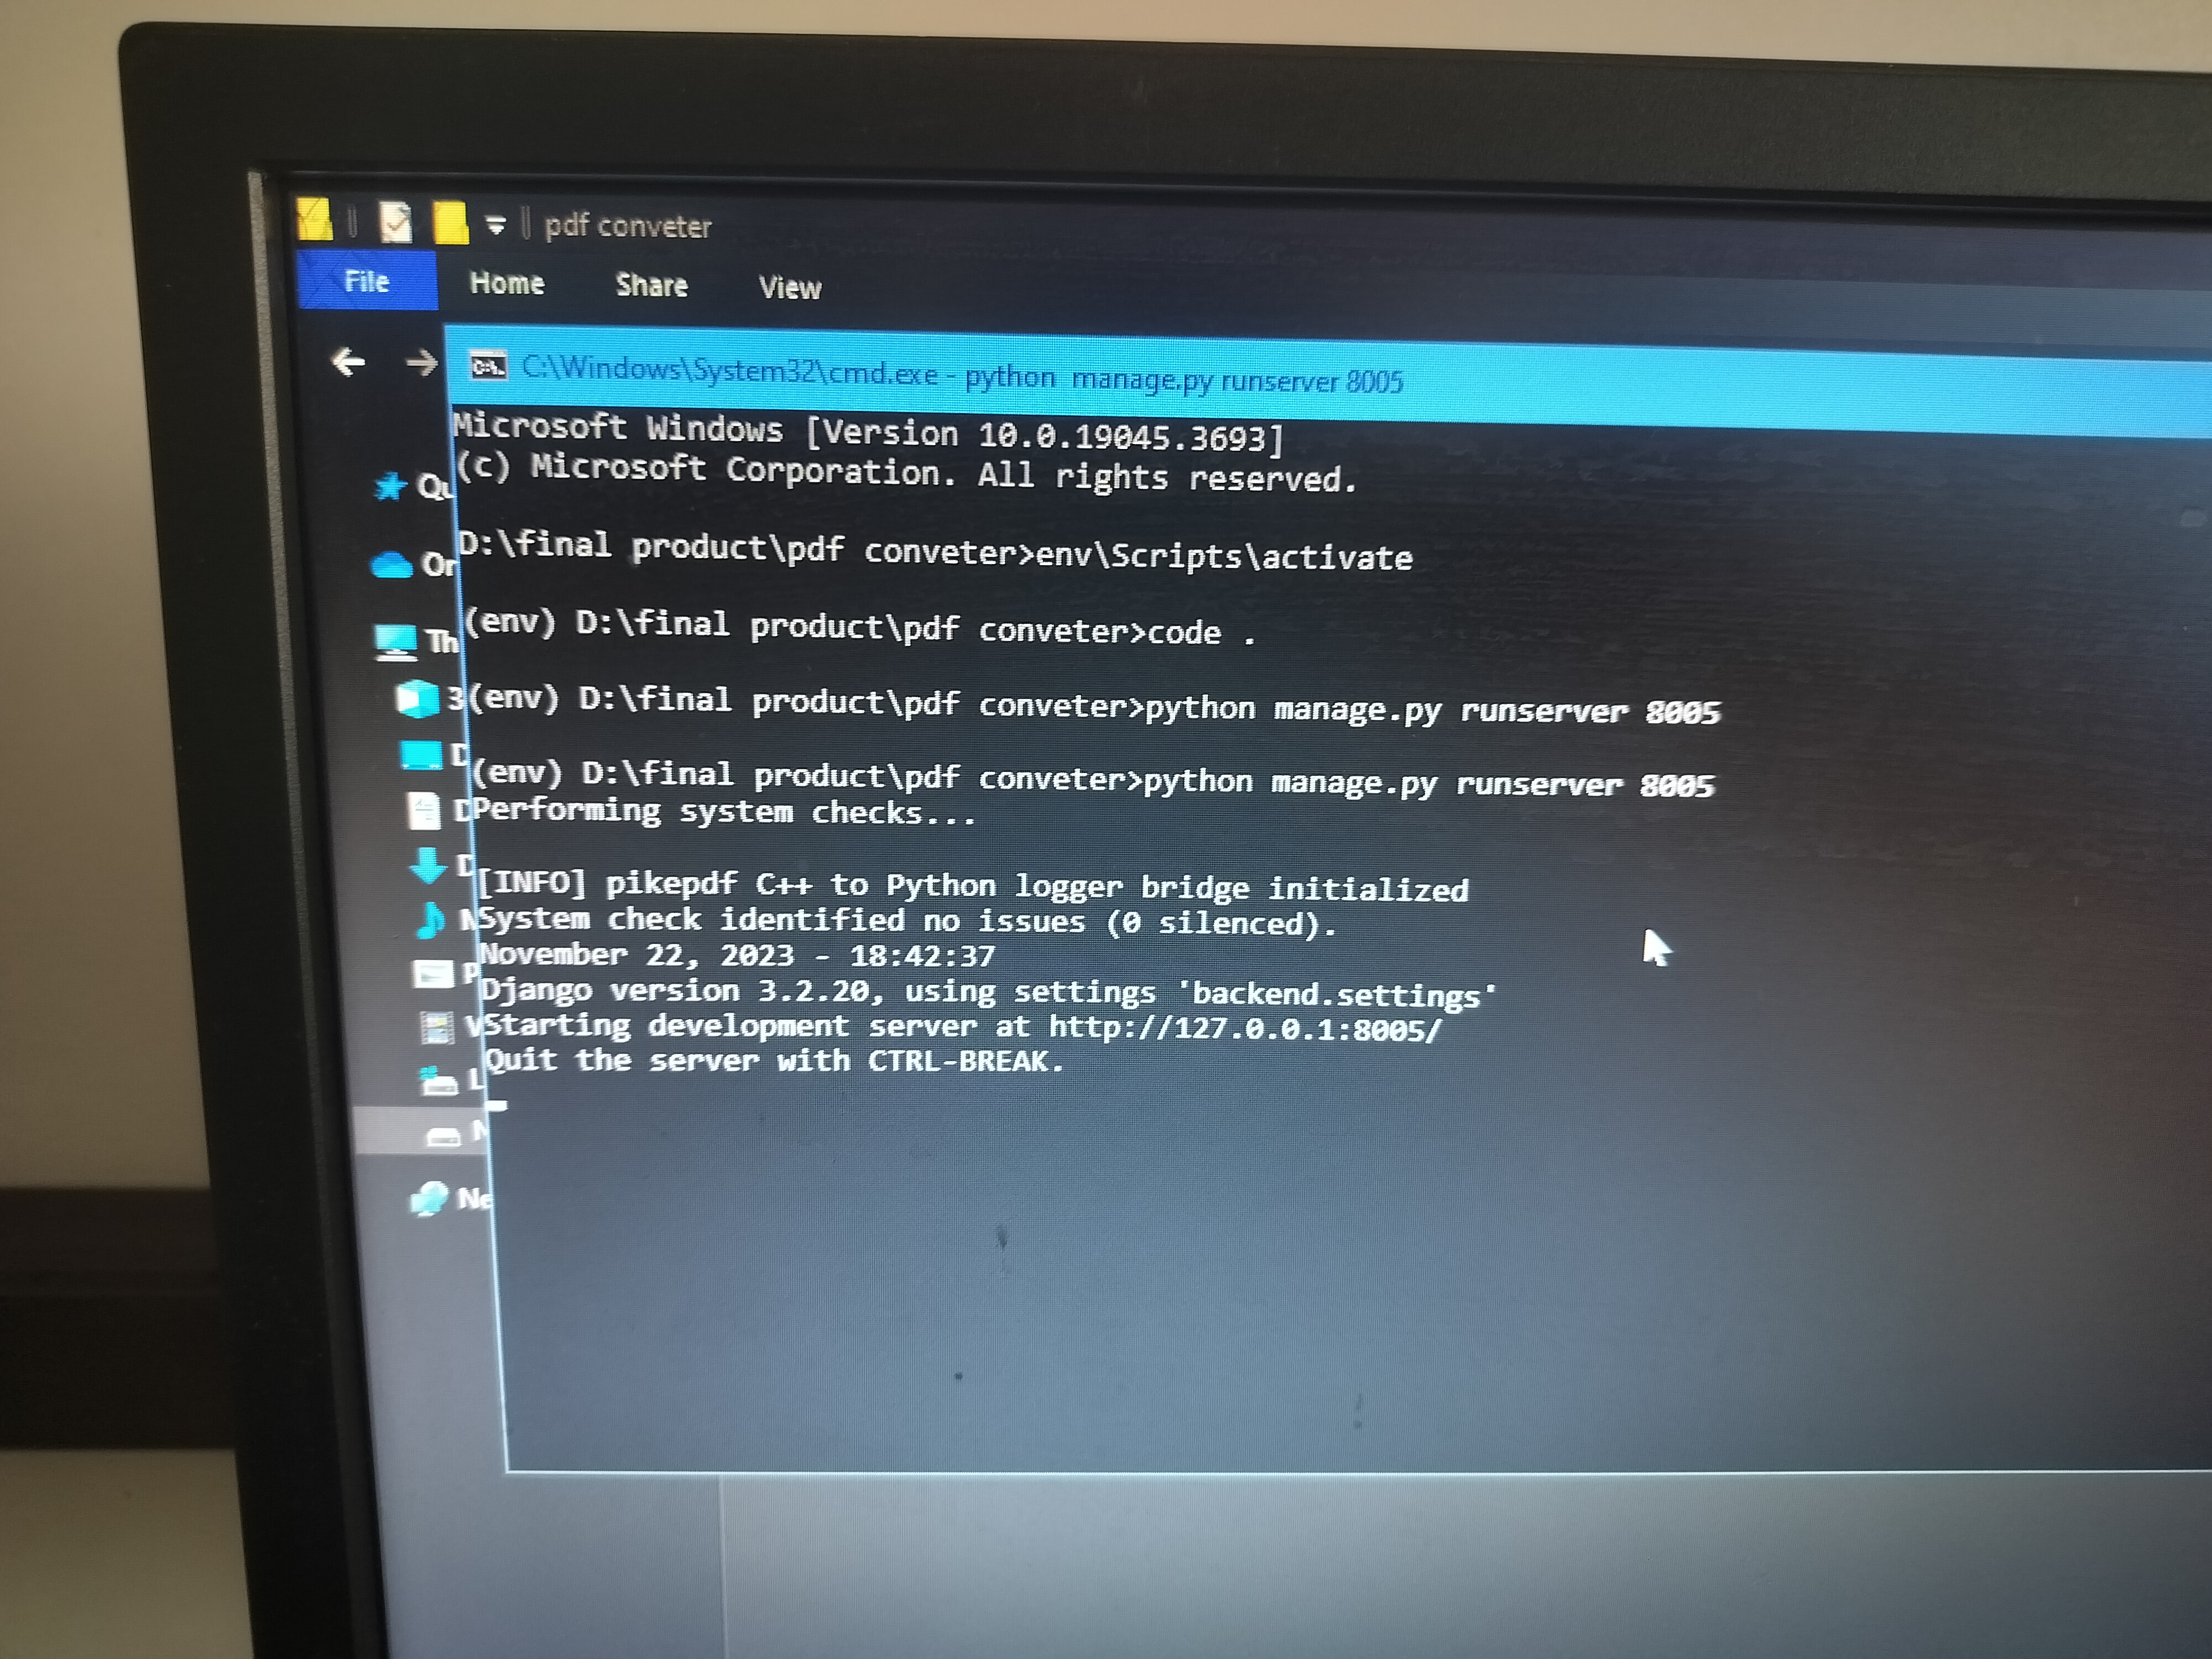 pdf conveter
File Home Share View
C:\Windows\System32\cmd.exe - python  manage.py runserver 8005
Microsoft Windows [Version 10.0.19045.3693]
(c) Microsoft Corporation. All rights reserved.
D:\final product\pdf conveter>env\Scripts\activate
(env) D:\final product\pdf conveter>code .
(env) D:\final product\pdf conveter>python manage.py runserver 8005
(env) D:\final product\pdf conveter>python manage.py runserver 8005
Performing system checks...
[INFO] pikepdf C++ to Python logger bridge initialized
System check identified no issues (0 silenced).
November 22, 2023 - 18:42:37
Django version 3.2.20, using settings 'backend.settings'
Starting development server at http://127.0.0.1:8005/
Quit the server with CTRL-BREAK.